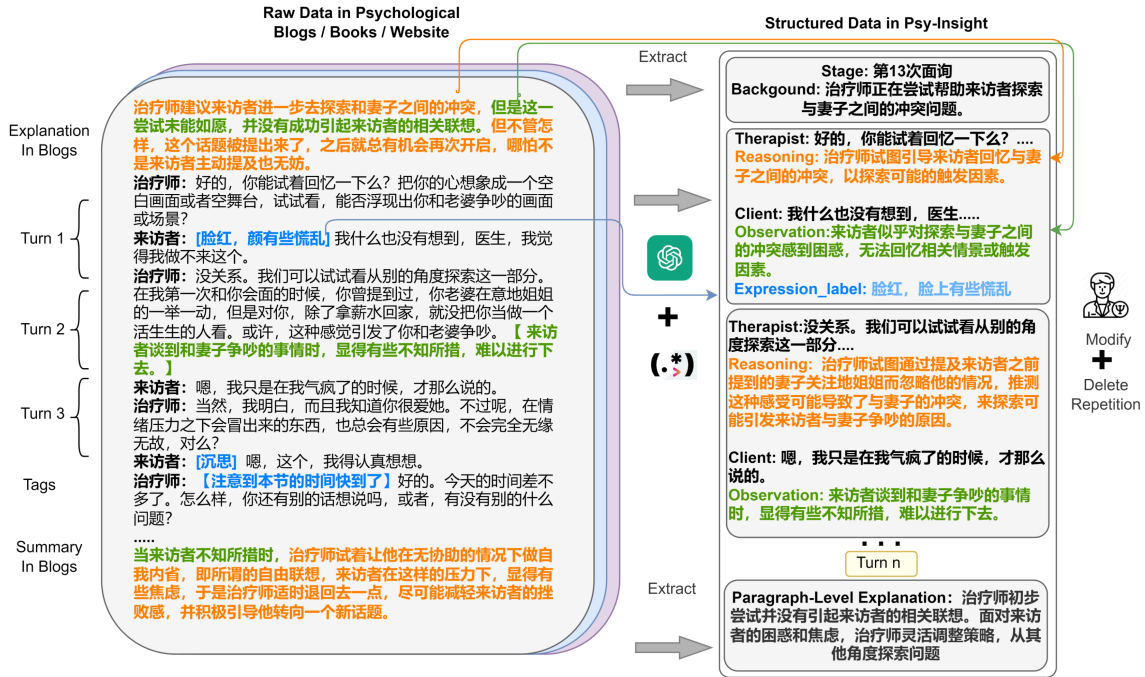 Raw Data in Psychological
Blogs / Books / Website
Explanation
In Blogs
Turn 1
Turn 2
Turn 3
Tags
Summary
In Blogs
治疗师建议来访者进一步去探索和妻子之间的冲突，但是这一
尝试未能如愿，并没有成功引起来访者的相关联想。但不管怎
样，这个话题被提出来了，之后就总有机会再次开启，哪怕不
是来访者主动提及也无妨。
治疗师：好的，你能试着回忆一下么？把你的心想象成一个空
白画面或者空舞台，试试看，能否浮现出你和老婆争吵的画面
或场景？
来访者：[脸红，颜有些慌乱] 我什么也没有想到，医生，我觉
得我做不来这个。
治疗师：没关系。我们可以试试看从别的角度探索这一部分。
在我第一次和你会面的时候，你曾提到过，你老婆在意地姐姐
的一举一动，但是对你，除了拿薪水回家，就没把你当做一个
活生生的人看。或许，这种感觉引发了你和老婆争吵。【 来访
者谈到和妻子争吵的事情时，显得有些不知所措，难以进行下
去。】
来访者：嗯，我只是在我气疯了的时候，才那么说的。
治疗师：当然，我明白，而且我知道你很爱她。不过呢，在情
绪压力之下会冒出来的东西，也总会有些原因，不会完全无缘
无故，对么？
来访者：[沉思] 嗯，这个，我得认真想想。
治疗师：【注意到本节的时间快到了】好的。今天的时间差不
多了。怎么样，你还有别的话想说吗，或者，有没有别的什么
问题？
.....
当来访者不知所措时，治疗师试着让他在无协助的情况下做自
我内省，即所谓的自由联想，来访者在这样的压力下，显得有
些焦虑，于是治疗师适时退回去一点，尽可能减轻来访者的挫
败感，并积极引导他转向一个新话题。
Extract
(.*)
>
Extract
Structured Data in Psy-Insight
Stage: 第13次面询
Backgound: 治疗师正在尝试帮助来访者探索
与妻子之间的冲突问题。
Therapist: 好的，你能试着回忆一下么？....
Reasoning: 治疗师试图引导来访者回忆与妻
子之间的冲突，以探索可能的触发因素。
Client: 我什么也没有想到，医生.....
Observation:来访者似乎对探索与妻子之间
的冲突感到困惑，无法回忆相关情景或触发
因素。
Expression_label: 脸红，脸上有些慌乱
Therapist:没关系。我们可以试试看从别的角
度探索这一部分....
Reasoning: 治疗师试图通过提及来访者之前
提到的妻子关注地姐姐而忽略他的情况，推测
这种感受可能导致了与妻子的冲突，来探索可
能引发来访者与妻子争吵的原因。
Client: 嗯，我只是在我气疯了的时候，才那么
说的。
Observation: 来访者谈到和妻子争吵的事情
时，显得有些不知所措，难以进行下去。
Turn n
Paragraph-Level Explanation：治疗师初步
尝试并没有引起来访者的相关联想。面对来访
者的困惑和焦虑，治疗师灵活调整策略，从其
他角度探索问题
Modify
+
Delete
Repetition